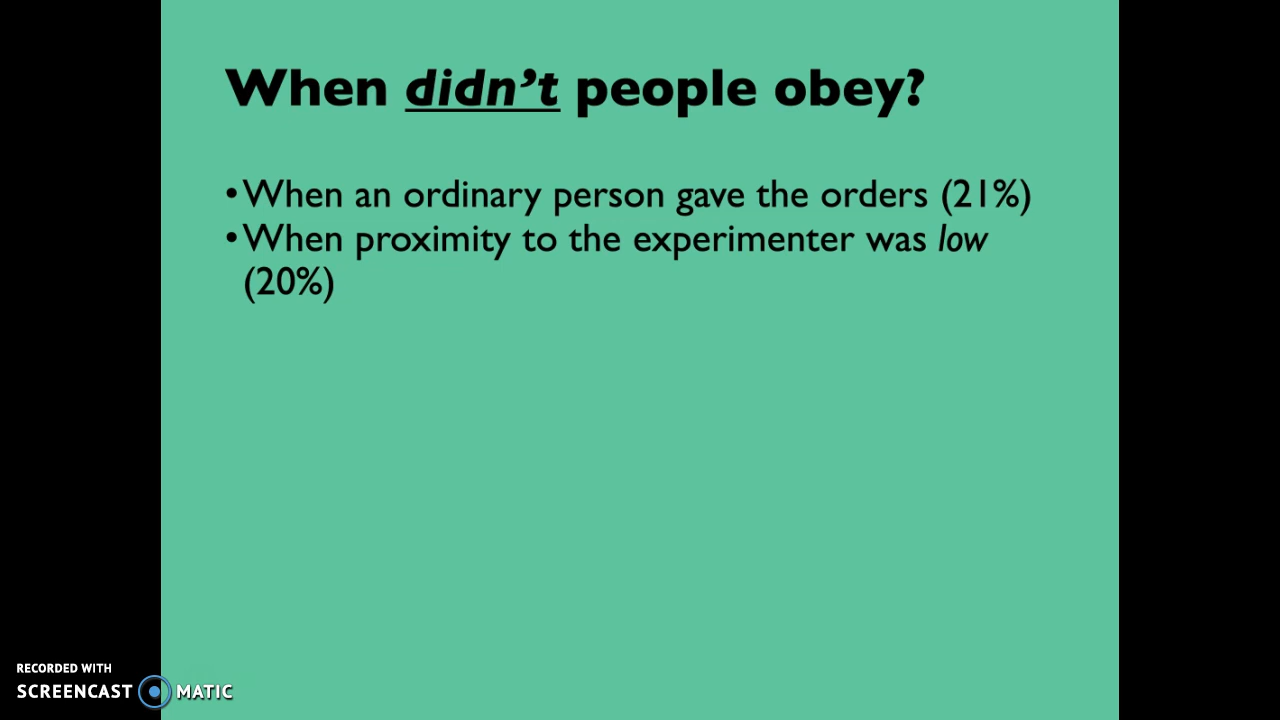 When didn’t people obey?
•When an ordinary person gave the orders (21%)
•When proximity to the experimenter was low
(20%)
RECORDED WITH
SCREENCAST MATIC